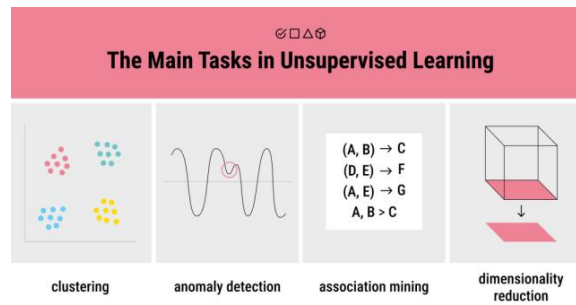 The Main Tasks in Unsupervised Learning
(A, B) → C
(D, E) → F
(A, E) → G
A, B > C
clustering
anomaly detection
association mining
dimensionality
reduction